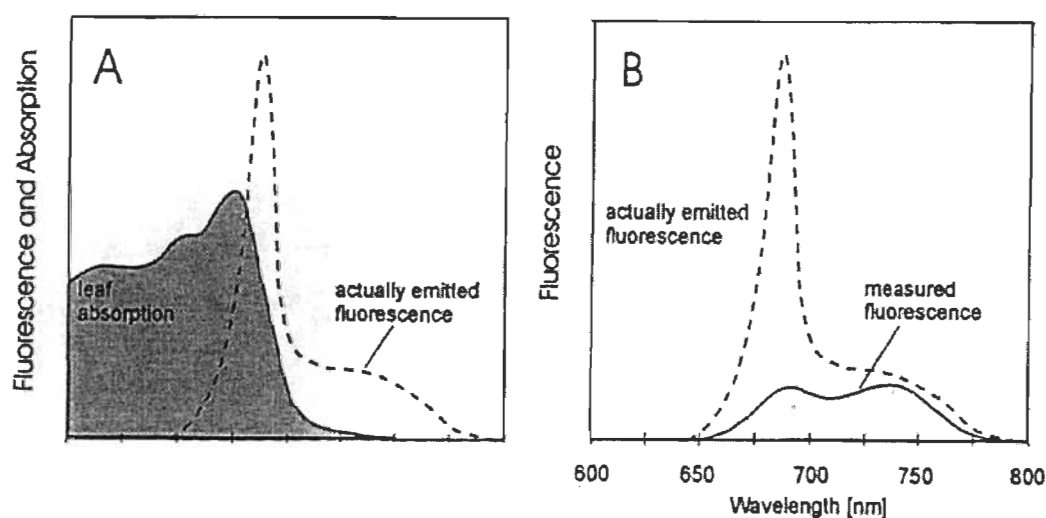 Fluorescence and Absorption
A
leaf
absorption
actually emitted
fluorescence
Fluorescence
B
actually emitted
fluorescence
measured
fluorescence
600 650 700 750 800
Wavelength [nm]